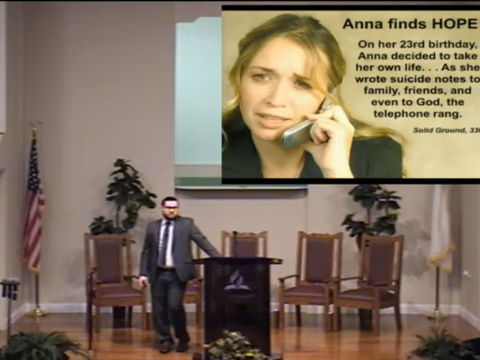 Anna finds HOPE
On her 23rd birthday,
Anna decided to take
her own life. . . As she
wrote suicide notes to
family, friends, and
even to God, the
telephone rang.
Solid Ground, 336